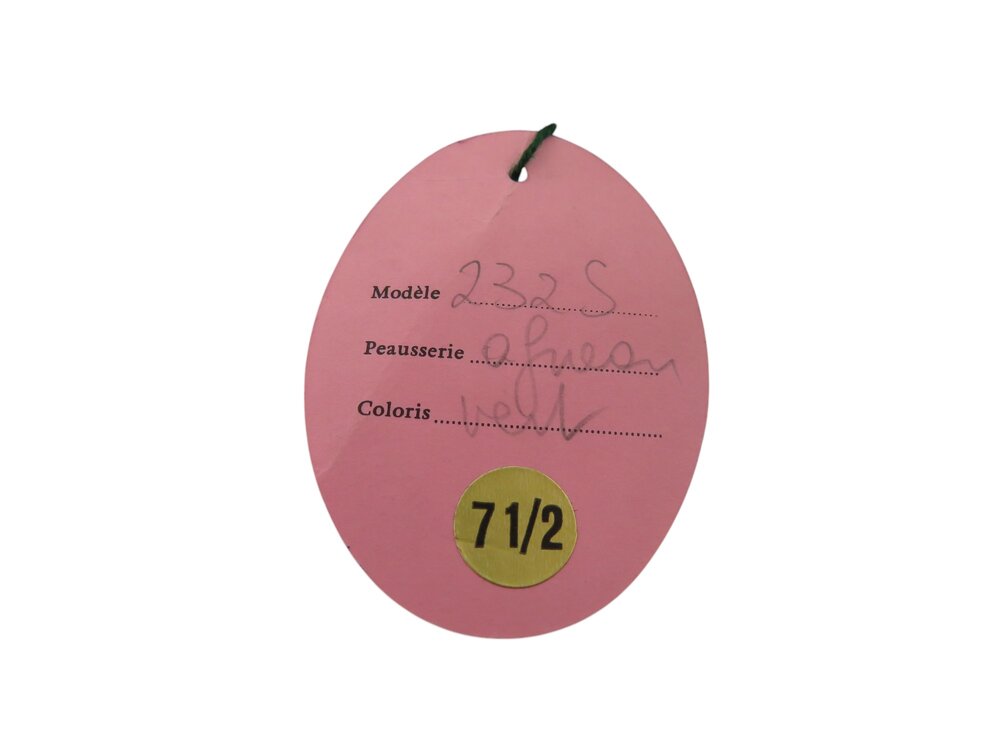 Modèle 232 S
Peausserie agneau
Coloris vert
7 1/2